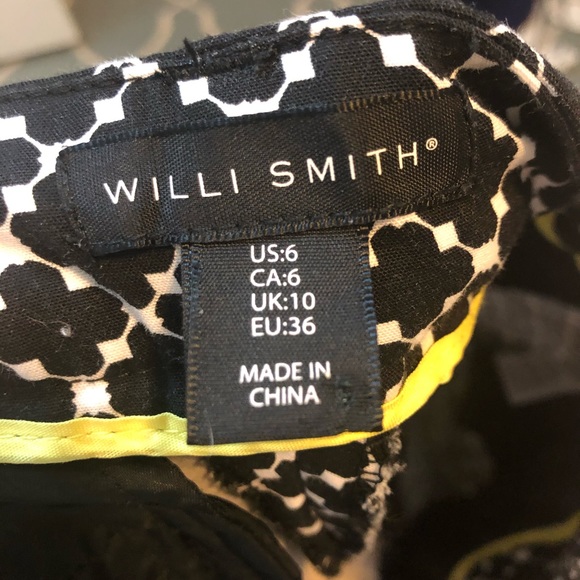 WILLI SMITH®
US:6
CA:6
UK:10
EU:36
MADE IN
CHINA